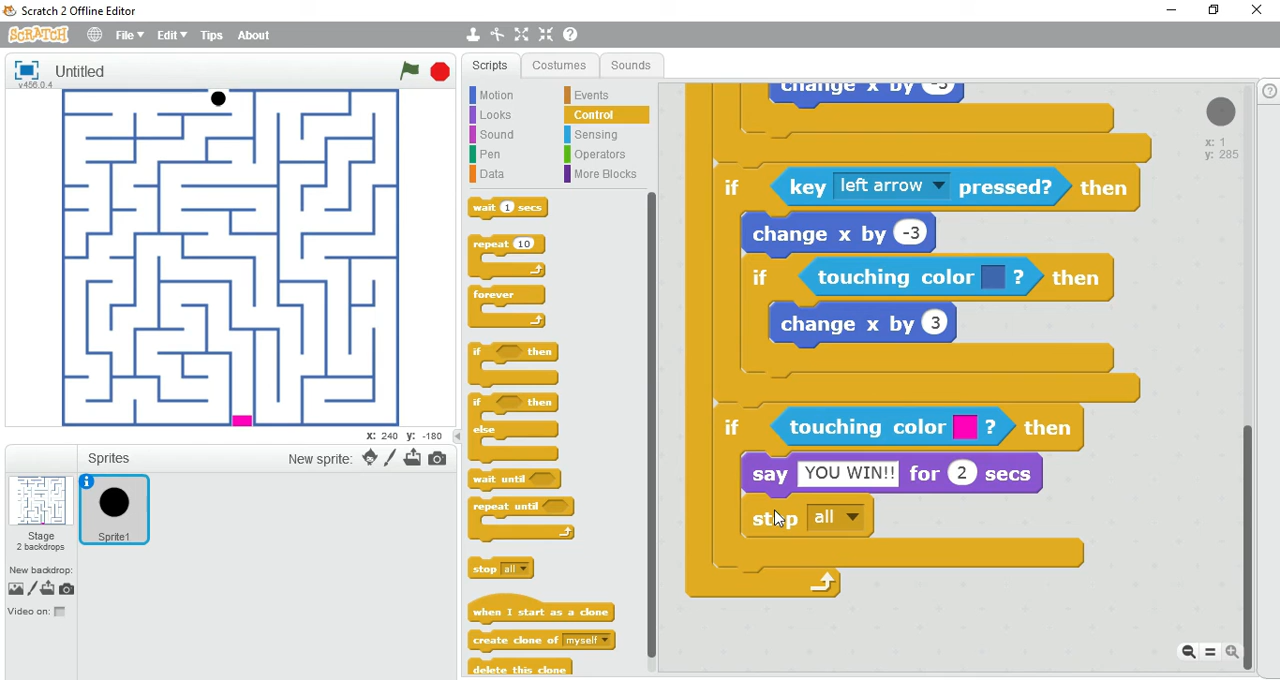 Scratch 2 Offline Editor
SCRATCH File Edit Tips About
Untitled
v456.0.4
Scripts Costumes Sounds
Motion Events
Looks Control
Sound Sensing
Pen Operators
Data More Blocks
wait 1 secs
repeat 10
forever
if then
if then
else
wait until
repeat until
stop all
when I start as a clone
create clone of myself
delete this clone
change x by -3
if key left arrow pressed? then
change x by -3
if touching color ? then
change x by 3
if touching color ? then
say YOU WIN!! for 2 secs
stop all
x: 1
y: 285
x: 240 y: -180
Sprites New sprite:
Stage
2 backdrops
Sprite1
New backdrop:
Video on: